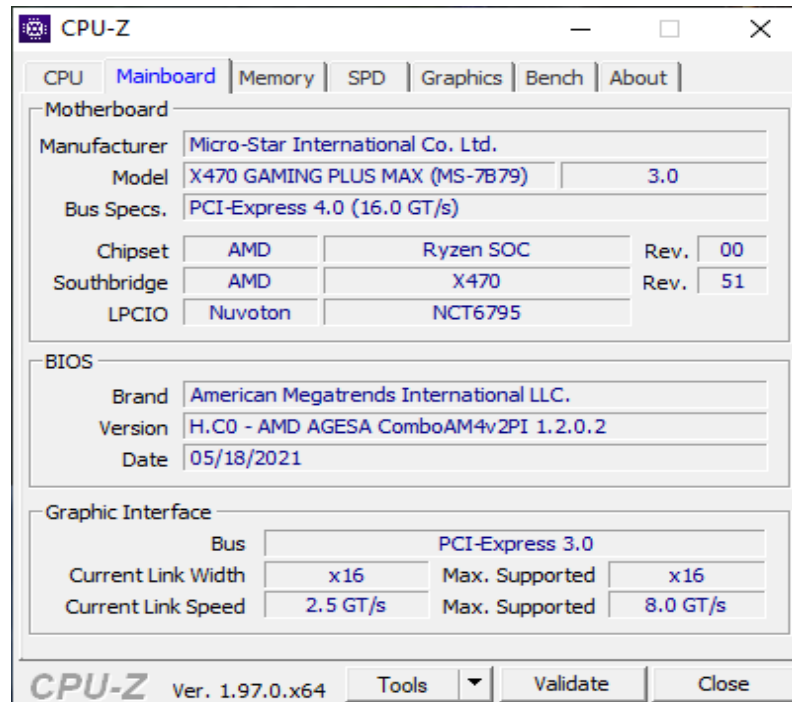 CPU-Z
CPU Mainboard Memory SPD Graphics Bench About
Motherboard
Manufacturer Micro-Star International Co. Ltd.
Model X470 GAMING PLUS MAX (MS-7B79) 3.0
Bus Specs. PCI-Express 4.0 (16.0 GT/s)
Chipset AMD Ryzen SOC Rev. 00
Southbridge AMD X470 Rev. 51
LPCIO Nuvoton NCT6795
BIOS
Brand American Megatrends International LLC.
Version H.C0 - AMD AGESA ComboAM4v2PI 1.2.0.2
Date 05/18/2021
Graphic Interface
Bus PCI-Express 3.0
Current Link Width x16 Max. Supported x16
Current Link Speed 2.5 GT/s Max. Supported 8.0 GT/s
CPU-Z Ver. 1.97.0.x64 Tools Validate Close